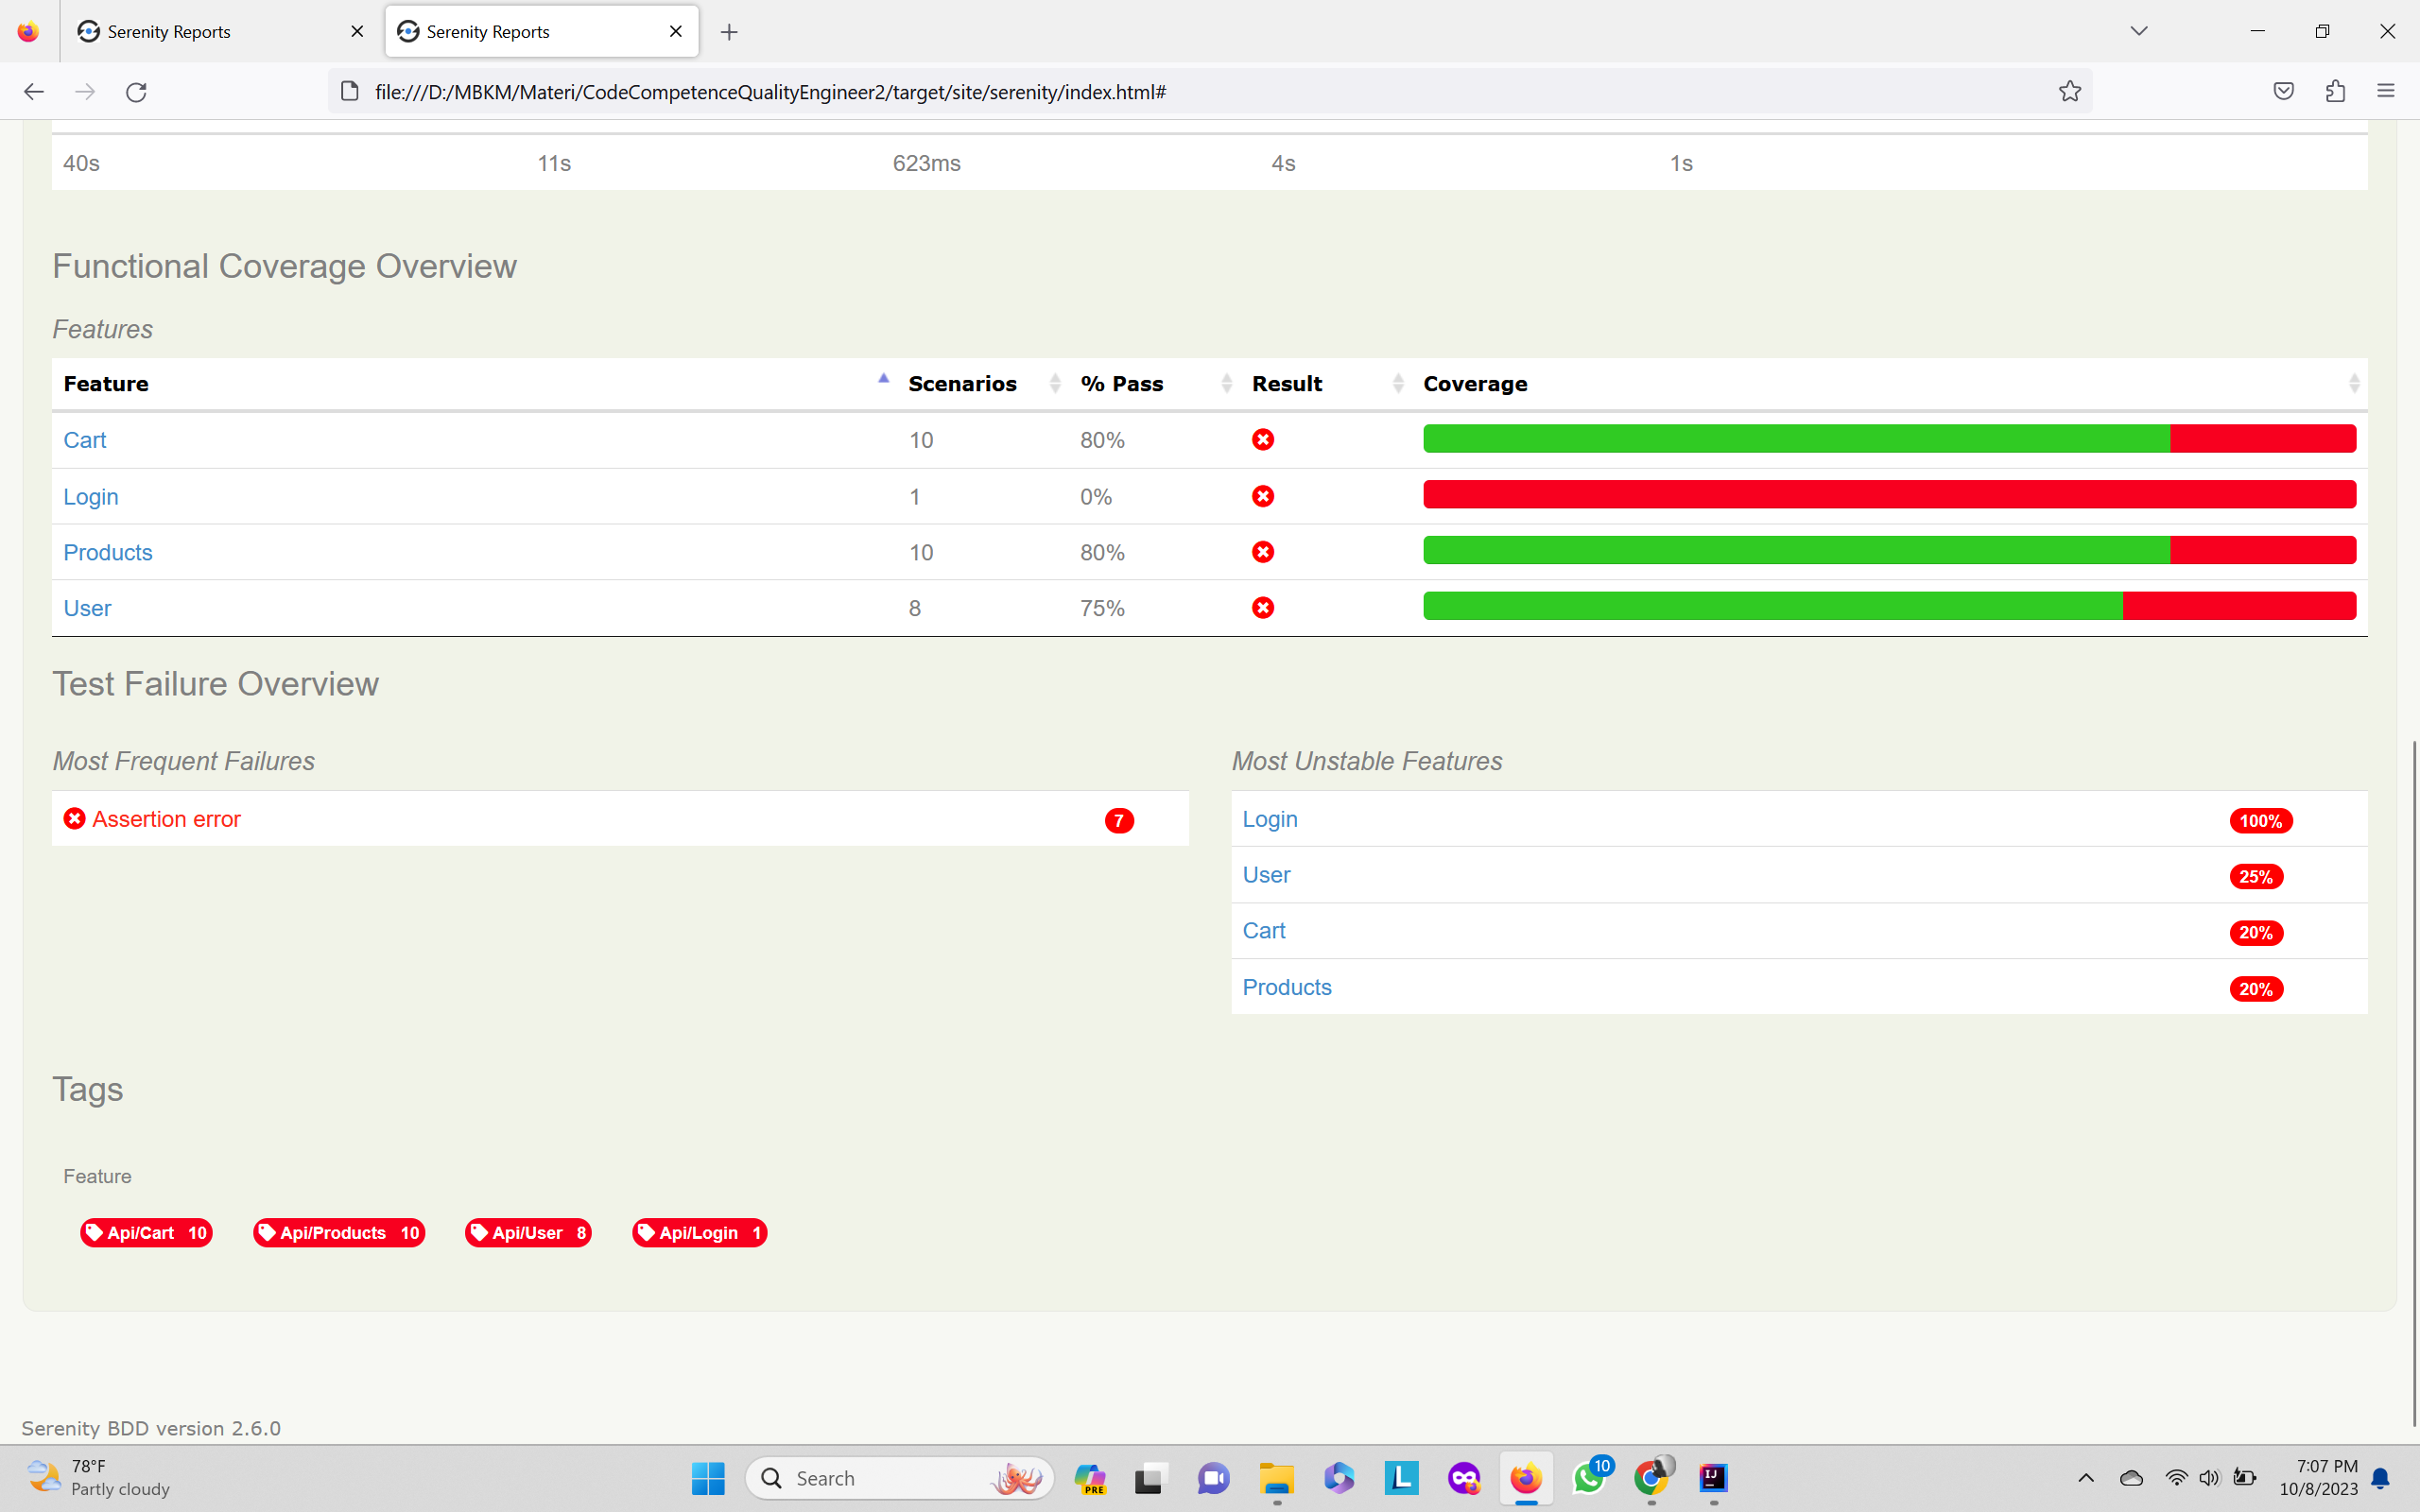 Serenity Reports
Serenity Reports
file:///D:/MBKM/Materi/CodeCompetenceQualityEngineer2/target/site/serenity/index.html#
40s 11s 623ms 4s 1s
Functional Coverage Overview
Features
Feature Scenarios % Pass Result Coverage
Cart 10 80%
Login 1 0%
Products 10 80%
User 8 75%
Test Failure Overview
Most Frequent Failures
Assertion error 7
Most Unstable Features
Login 100%
User 25%
Cart 20%
Products 20%
Tags
Feature
Api/Cart 10 Api/Products 10 Api/User 8 Api/Login 1
Serenity BDD version 2.6.0
78°F
Partly cloudy
Search
PRE
L
10
IJ
7:07 PM
10/8/2023